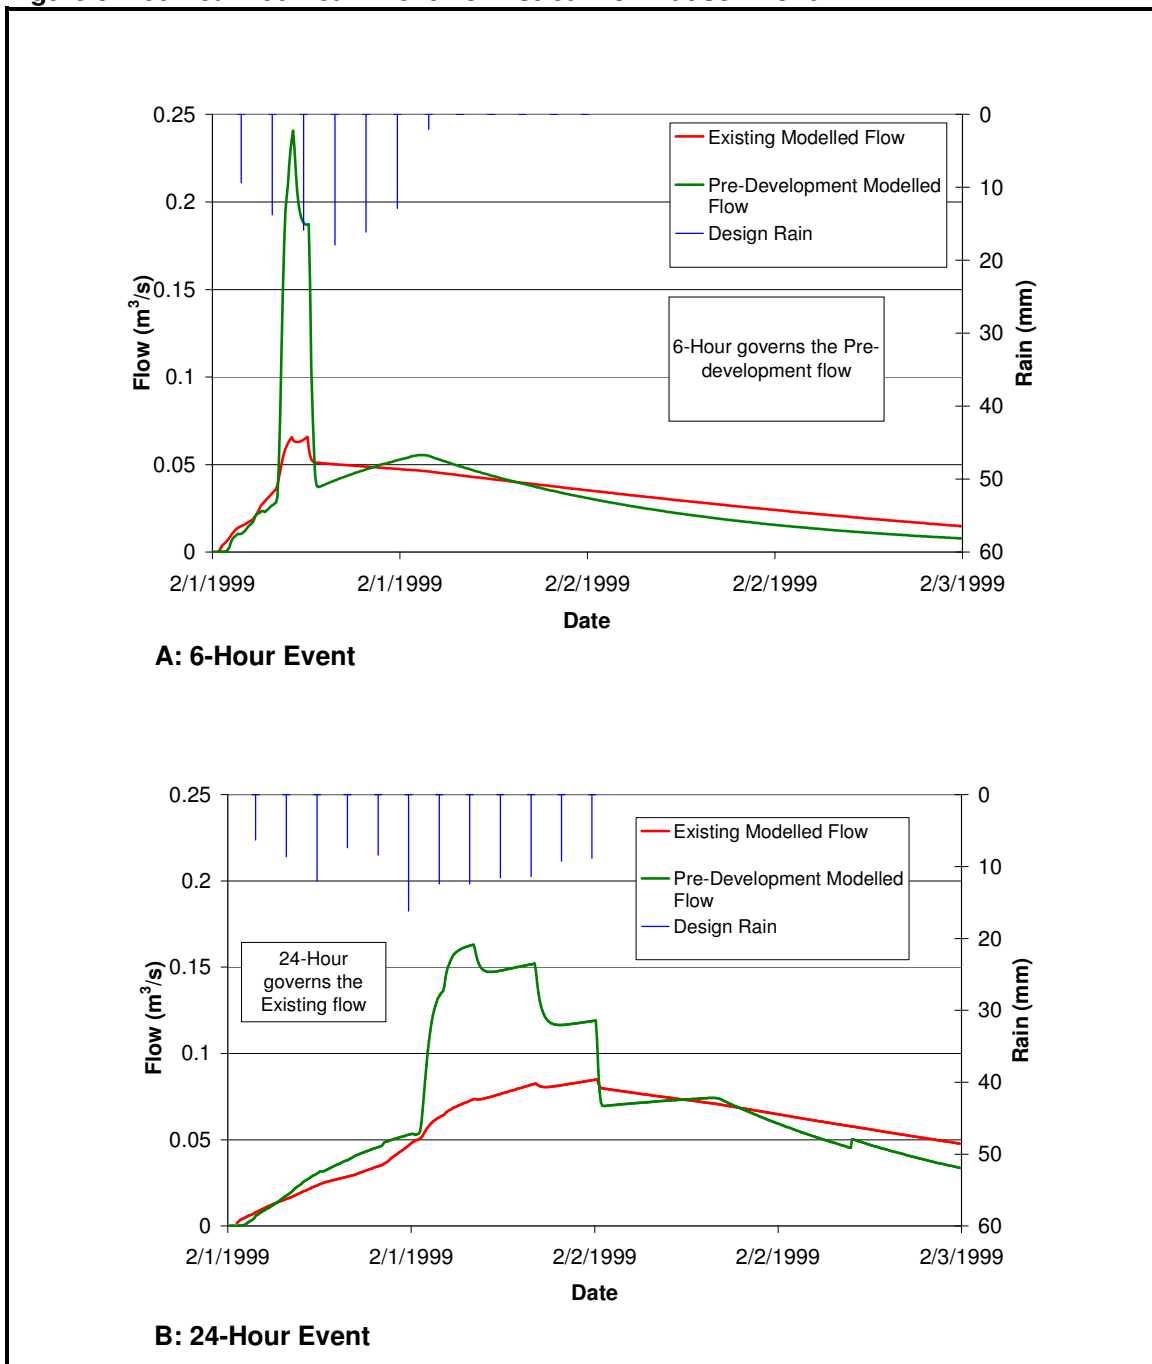 0.25
0.2
0.15
0.1
0.05
0
Flow (m³/s)
0
10
20
30
40
50
60
Rain (mm)
Existing Modelled Flow
Pre-Development Modelled
Flow
Design Rain
6-Hour governs the Pre-
development flow
2/1/1999 2/1/1999 2/2/1999 2/2/1999 2/3/1999
Date
A: 6-Hour Event
0.25
0.2
0.15
0.1
0.05
0
Flow (m³/s)
0
10
20
30
40
50
60
Rain (mm)
Existing Modelled Flow
Pre-Development Modelled
Flow
Design Rain
24-Hour
governs the
Existing flow
2/1/1999 2/1/1999 2/2/1999 2/2/1999 2/3/1999
Date
B: 24-Hour Event